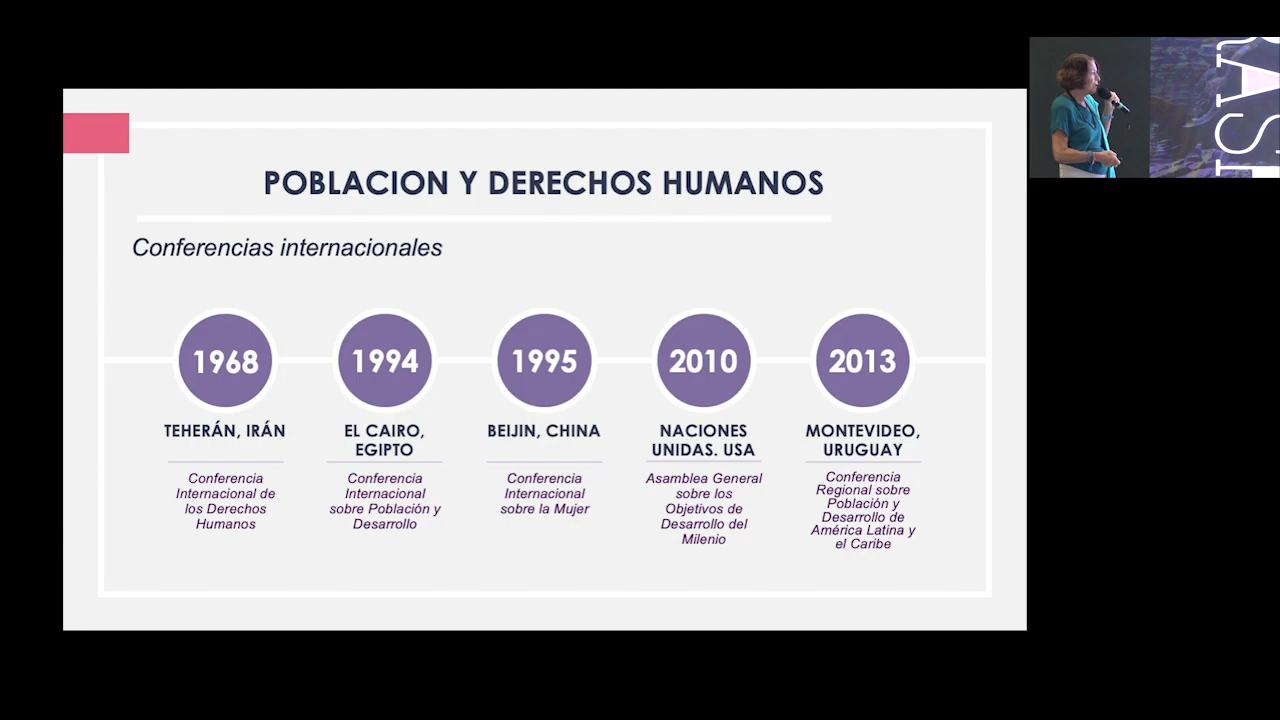 POBLACION Y DERECHOS HUMANOS
Conferencias internacionales
1968
TEHERÁN, IRÁN
Conferencia
Internacional de
los Derechos
Humanos
1994
EL CAIRO,
EGIPTO
Conferencia
Internacional
sobre Población y
Desarrollo
1995
BEIJIN, CHINA
Conferencia
Internacional
sobre la Mujer
2010
NACIONES
UNIDAS. USA
Asamblea General
sobre los
Objetivos de
Desarrollo del
Milenio
2013
MONTEVIDEO,
URUGUAY
Conferencia
Regional sobre
Población y
Desarrollo de
América Latina y
el Caribe